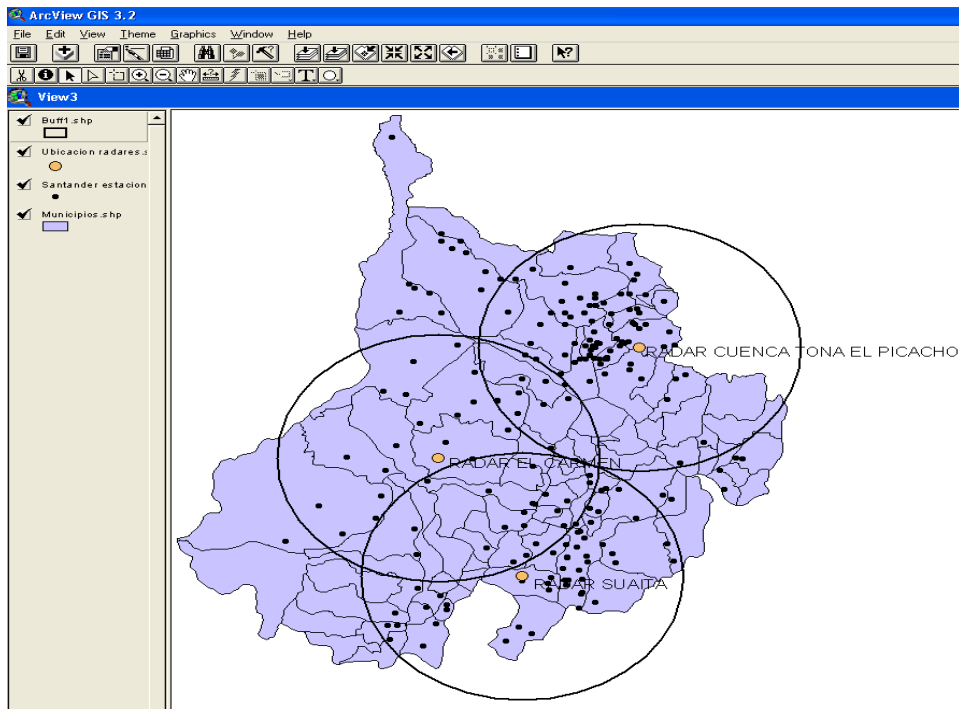 ArcView GIS 3.2
File Edit View Theme Graphics Window Help
View3
Buff1.shp
Ubicacion radares.s
Santander estacion
Municipios.shp
RADAR CUENCA TONA EL PICACHO
RADAR EL CARMEN
RADAR SUAITA